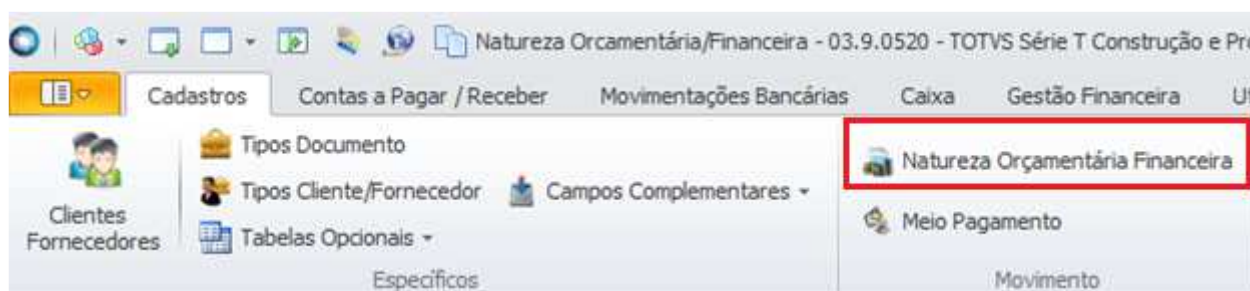 Natureza Orcamentária/Financeira - 03.9.0520 - TOTVS Série T Construção e Pr
Cadastros Contas a Pagar / Receber Movimentações Bancárias Caixa Gestão Financeira
Tipos Documento
Natureza Orçamentária Financeira
Tipos Cliente/Fornecedor Campos Complementares
Clientes
Fornecedores
Meio Pagamento
Tabelas Opcionais
Específicos Movimento